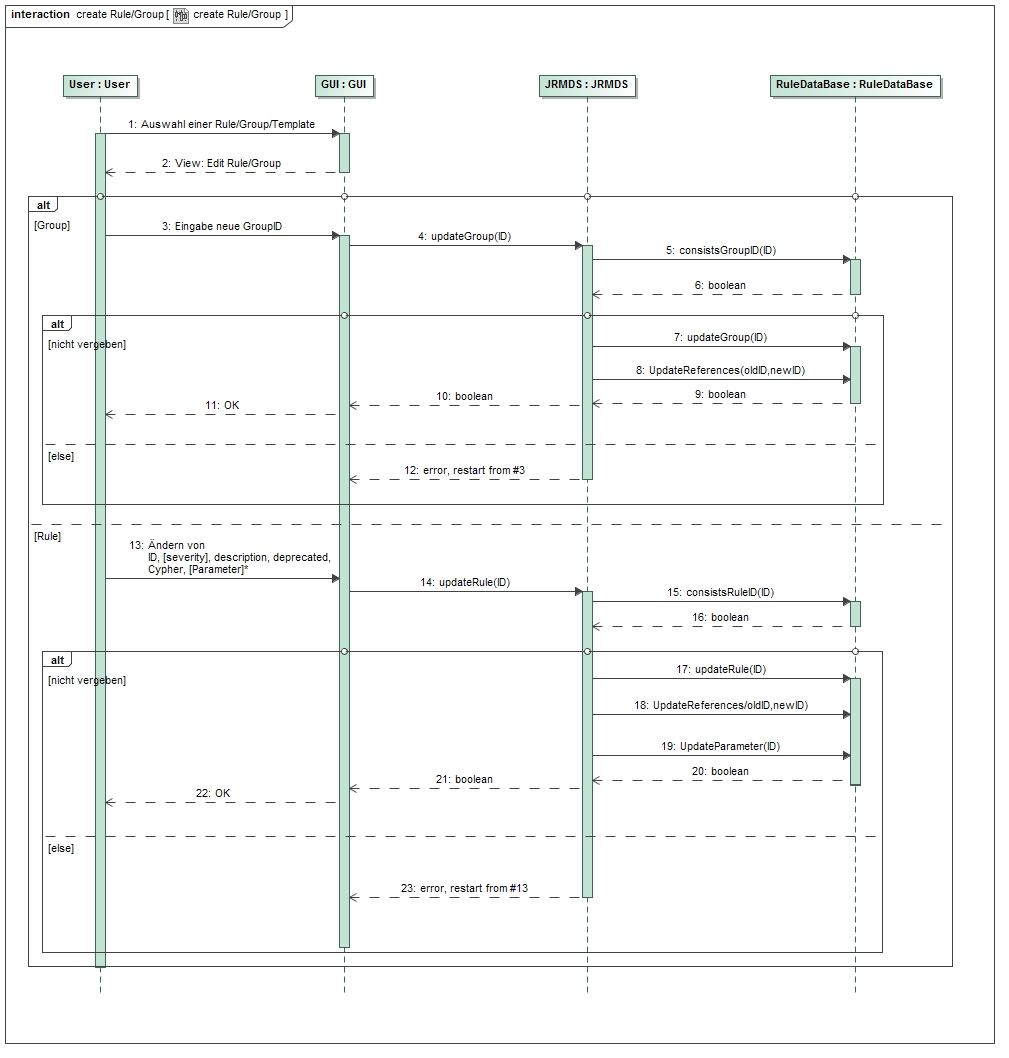 interaction create Rule/Group [ create Rule/Group ]
User : User
GUI : GUI
JRMDS : JRMDS
RuleDataBase : RuleDataBase
1: Auswahl einer Rule/Group/Template
2: View: Edit Rule/Group
alt
[Group]
3: Eingabe neue GroupID
4: updateGroup(ID)
5: consistsGroupID(ID)
6: boolean
alt
[nicht vergeben]
7: updateGroup(ID)
8: UpdateReferences(oldID,newID)
9: boolean
10: boolean
11: OK
[else]
12: error, restart from #3
[Rule]
13: Ändern von
ID, [severity], description, deprecated,
Cypher, [Parameter]*
14: updateRule(ID)
15: consistsRuleID(ID)
16: boolean
alt
[nicht vergeben]
17: updateRule(ID)
18: UpdateReferences/oldID,newID)
19: UpdateParameter(ID)
20: boolean
21: boolean
22: OK
[else]
23: error, restart from #13